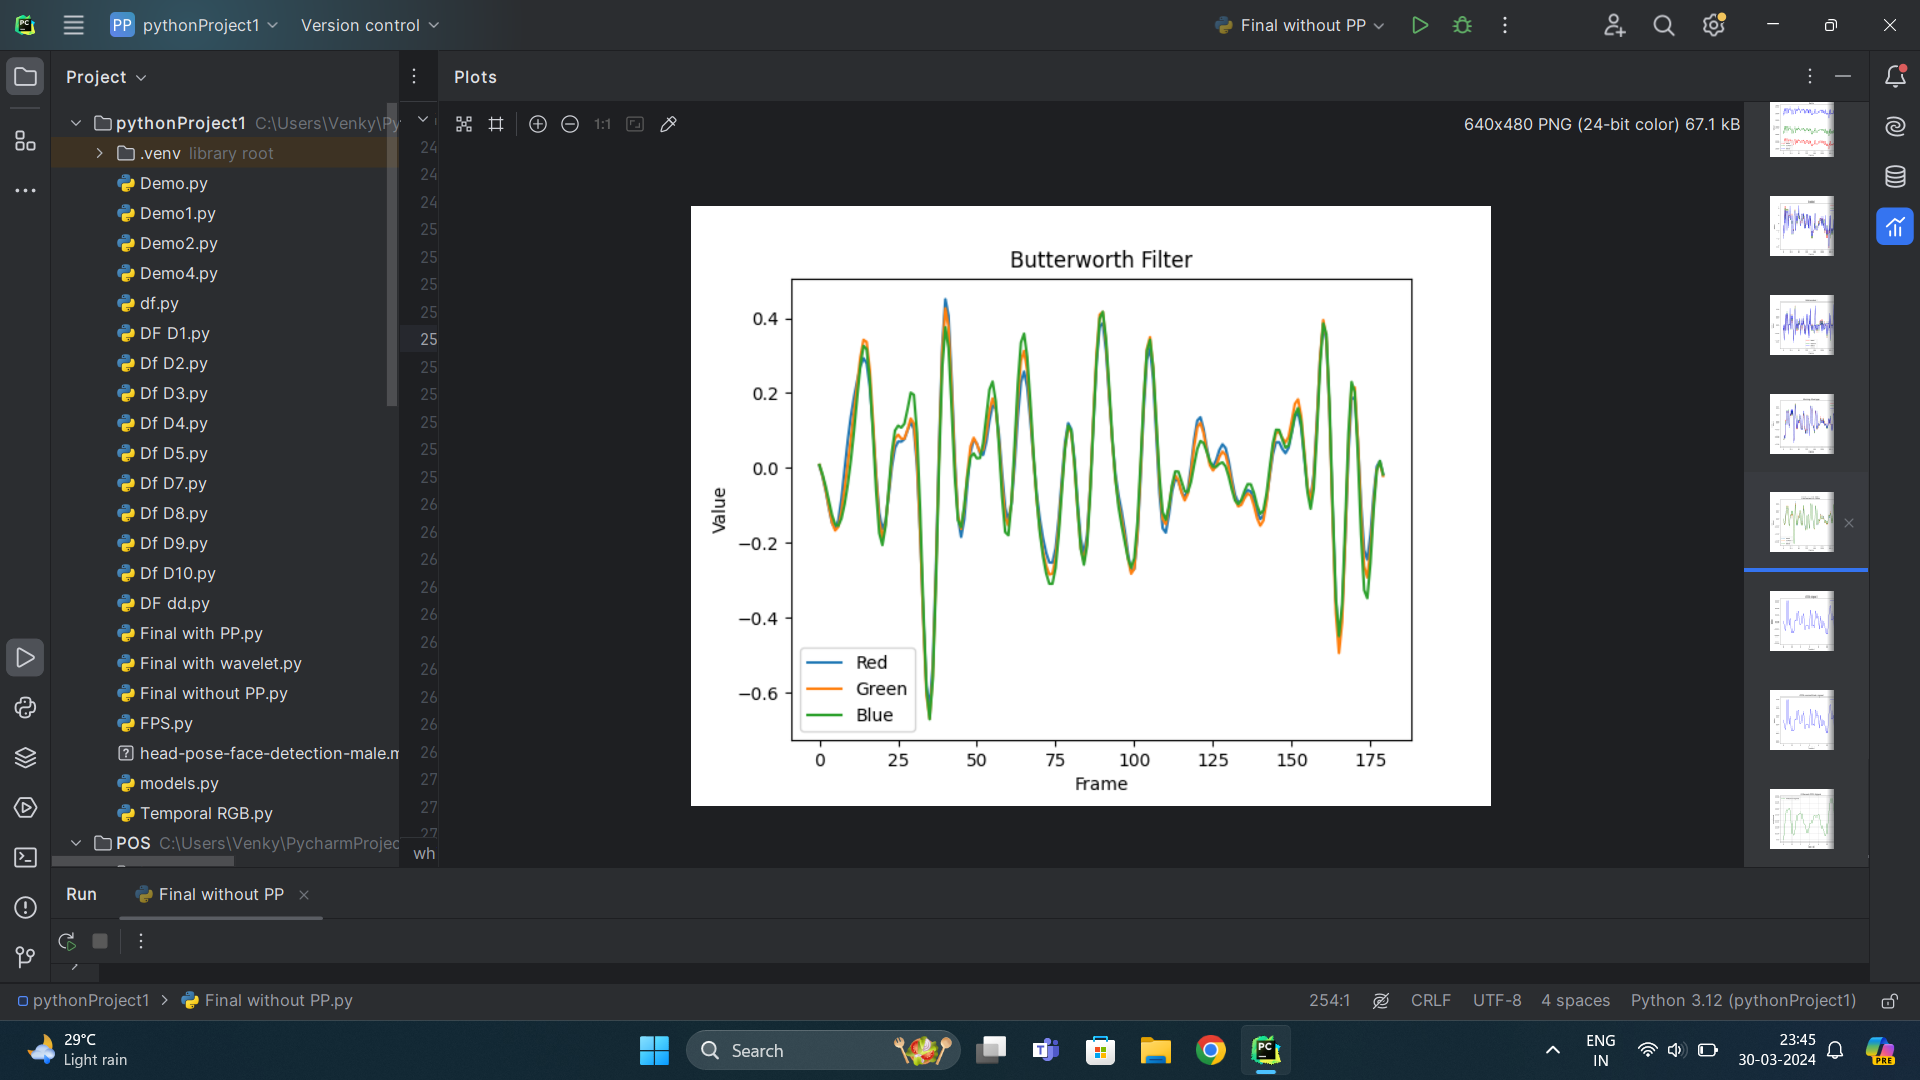 PP pythonProject1 Version control Final without PP
Project Plots
pythonProject1 C:\Users\Venky\Py
640x480 PNG (24-bit color) 67.1 kB
1:1
.venv library root
Demo.py
Demo1.py
Demo2.py
Demo4.py
df.py
DF D1.py
Df D2.py
Df D3.py
Df D4.py
Df D5.py
Df D7.py
Df D8.py
Df D9.py
Df D10.py
DF dd.py
Final with PP.py
Final with wavelet.py
Final without PP.py
FPS.py
head-pose-face-detection-male.m
models.py
Temporal RGB.py
POS C:\Users\Venky\PycharmProjec
24
24
24
25
25
25
25
25
25
25
25
25
25
26
26
26
26
26
26
26
26
26
26
27
27
27
wh
Butterworth Filter
0.4
0.2
0.0
−0.2
−0.4
−0.6
Value
Red
Green
Blue
0 25 50 75 100 125 150 175
Frame
Run Final without PP
pythonProject1 > Final without PP.py 254:1 CRLF UTF-8 4 spaces Python 3.12 (pythonProject1)
29°C
Light rain
Search
ENG
IN
23:45
30-03-2024
PRE